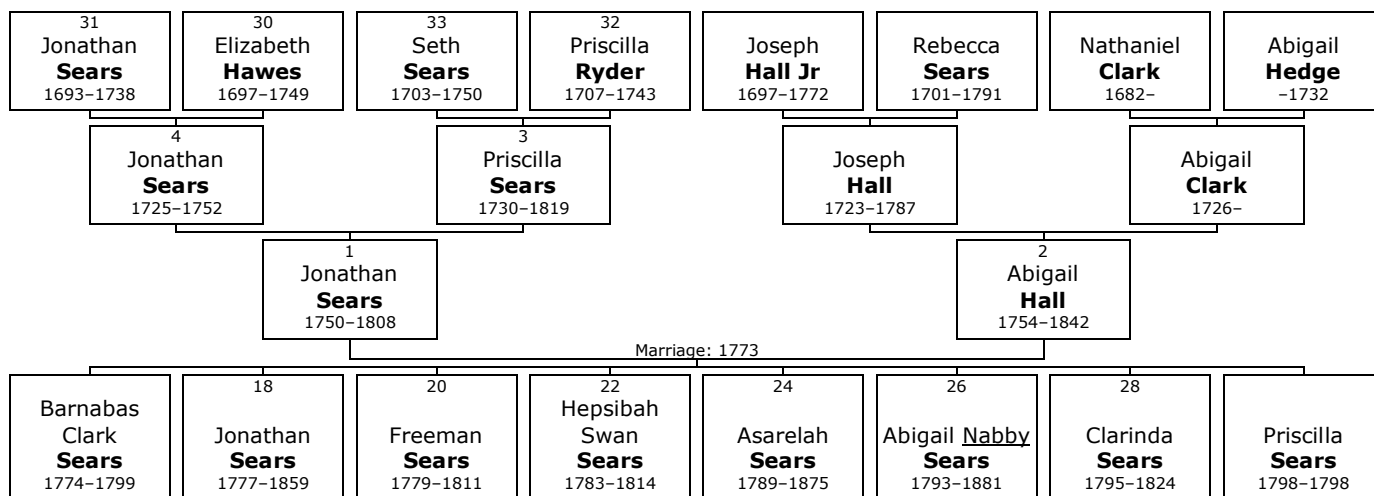 31
Jonathan
Sears
1693–1738
30
Elizabeth
Hawes
1697–1749
33
Seth
Sears
1703–1750
32
Priscilla
Ryder
1707–1743
Joseph
Hall Jr
1697–1772
Rebecca
Sears
1701–1791
Nathaniel
Clark
1682–
Abigail
Hedge
–1732
4
Jonathan
Sears
1725–1752
3
Priscilla
Sears
1730–1819
Joseph
Hall
1723–1787
Abigail
Clark
1726–
1
Jonathan
Sears
1750–1808
2
Abigail
Hall
1754–1842
Marriage: 1773
Barnabas
Clark
Sears
1774–1799
18
Jonathan
Sears
1777–1859
20
Freeman
Sears
1779–1811
22
Hepsibah
Swan
Sears
1783–1814
24
Asarelah
Sears
1789–1875
26
Abigail Nabby
Sears
1793–1881
28
Clarinda
Sears
1795–1824
Priscilla
Sears
1798–1798